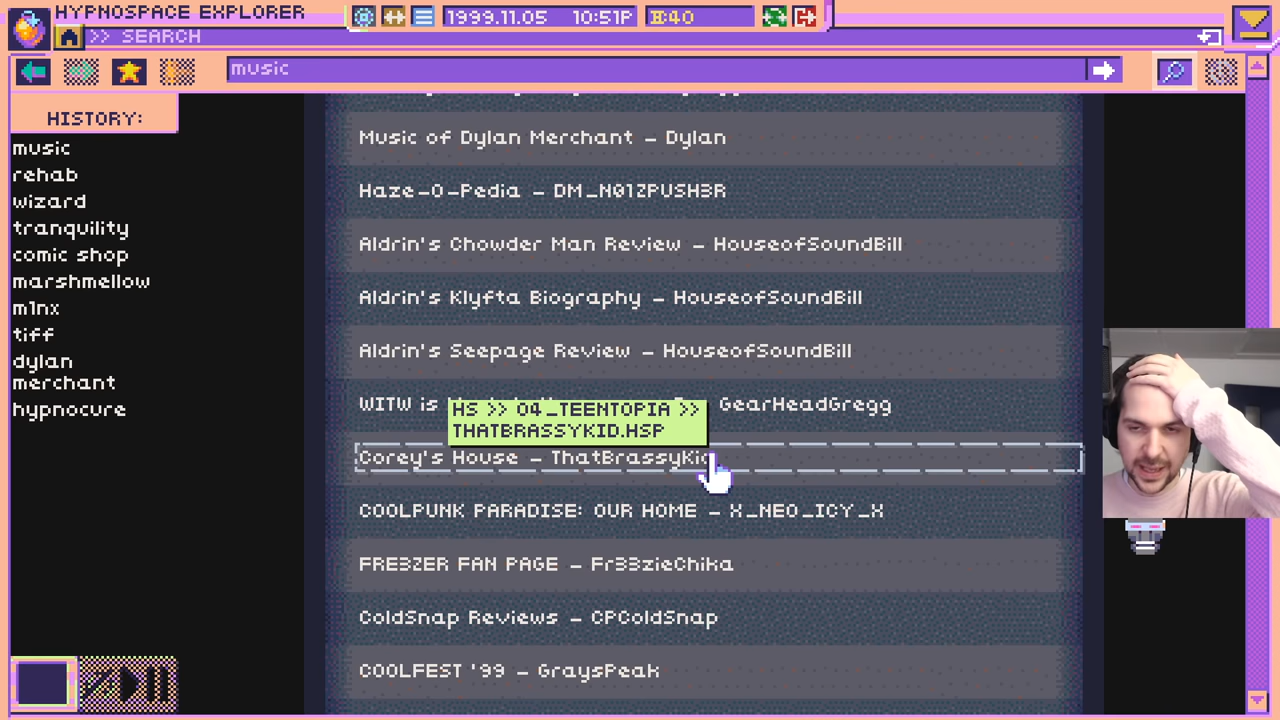 HYPNOSPACE EXPLORER
1999.11.05 10:51P
:40
>> SEARCH
music
HISTORY:
music
rehab
wizard
tranquility
comic shop
marshmellow
m1nx
tiff
dylan
merchant
hypnocure
Music of Dylan Merchant - Dylan
Haze-O-Pedia - DM_N01ZPUSH3R
Aldrin's Chowder Man Review - HouseofSoundBill
Aldrin's Klyfta Biography - HouseofSoundBill
Aldrin's Seepage Review - HouseofSoundBill
WITW is GearHeadGregg
HS >> 04_TEENTOPIA >>
THATBRASSYKID.HSP
Corey's House - ThatBrassyKid
COOLPUNK PARADISE: OUR HOME - X_NEO_ICY_X
FRE3ZER FAN PAGE - Fr33zieChika
ColdSnap Reviews - CPColdSnap
COOLFEST '99 - GraysPeak